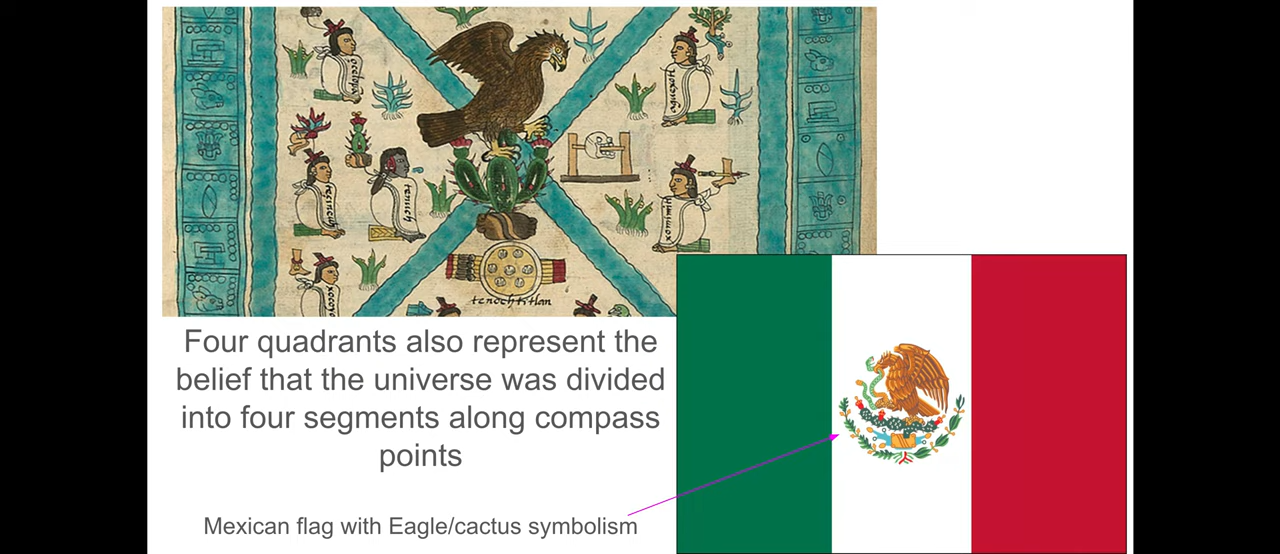 tenochtitlan
Four quadrants also represent the
belief that the universe was divided
into four segments along compass
points
Mexican flag with Eagle/cactus symbolism